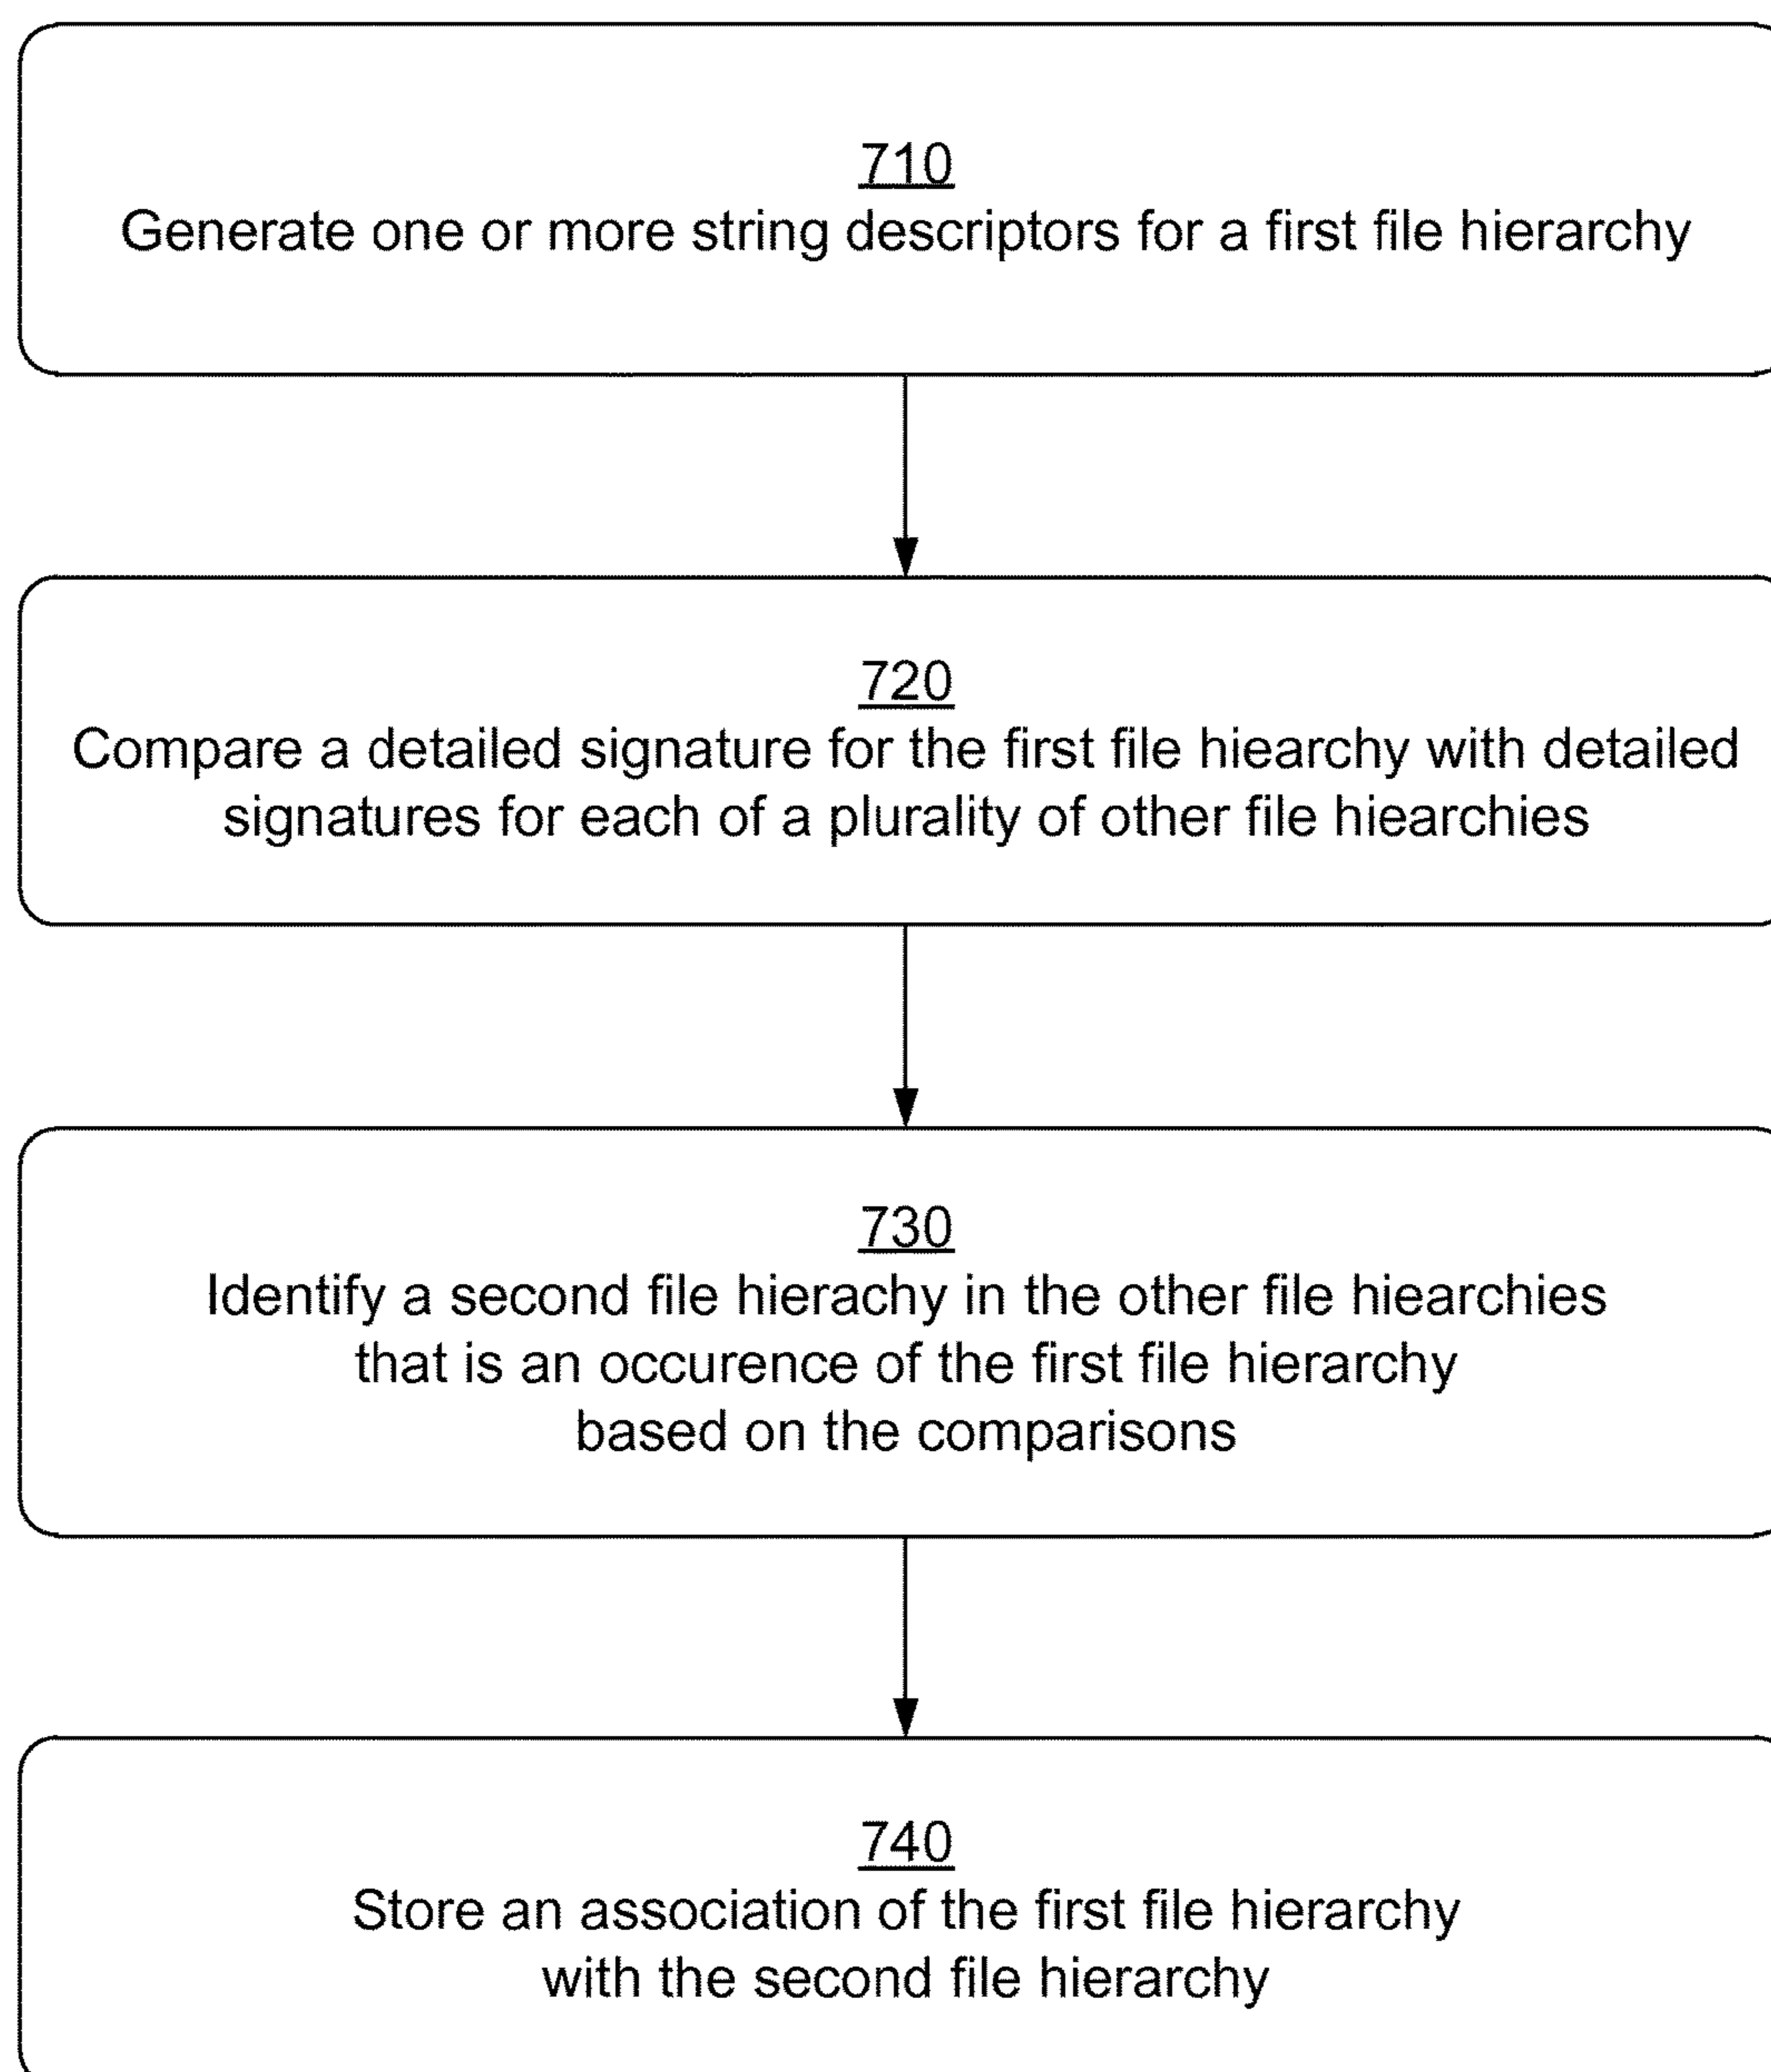 710
Generate one or more string descriptors for a first file hierarchy
720
Compare a detailed signature for the first file hiearchy with detailed
signatures for each of a plurality of other file hiearchies
730
Identify a second file hierachy in the other file hiearchies
that is an occurence of the first file hierarchy
based on the comparisons
740
Store an association of the first file hierarchy
with the second file hierarchy